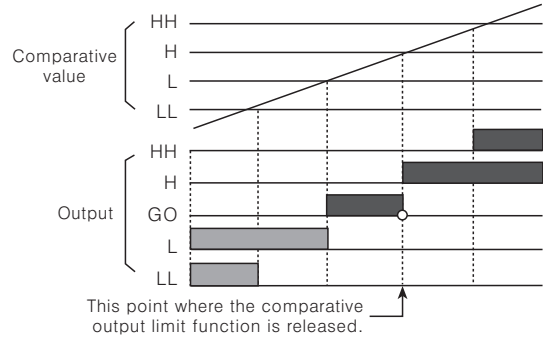 HH
H
Comparative
value
L
LL
HH
H
Output
GO
L
LL
This point where the comparative
output limit function is released.